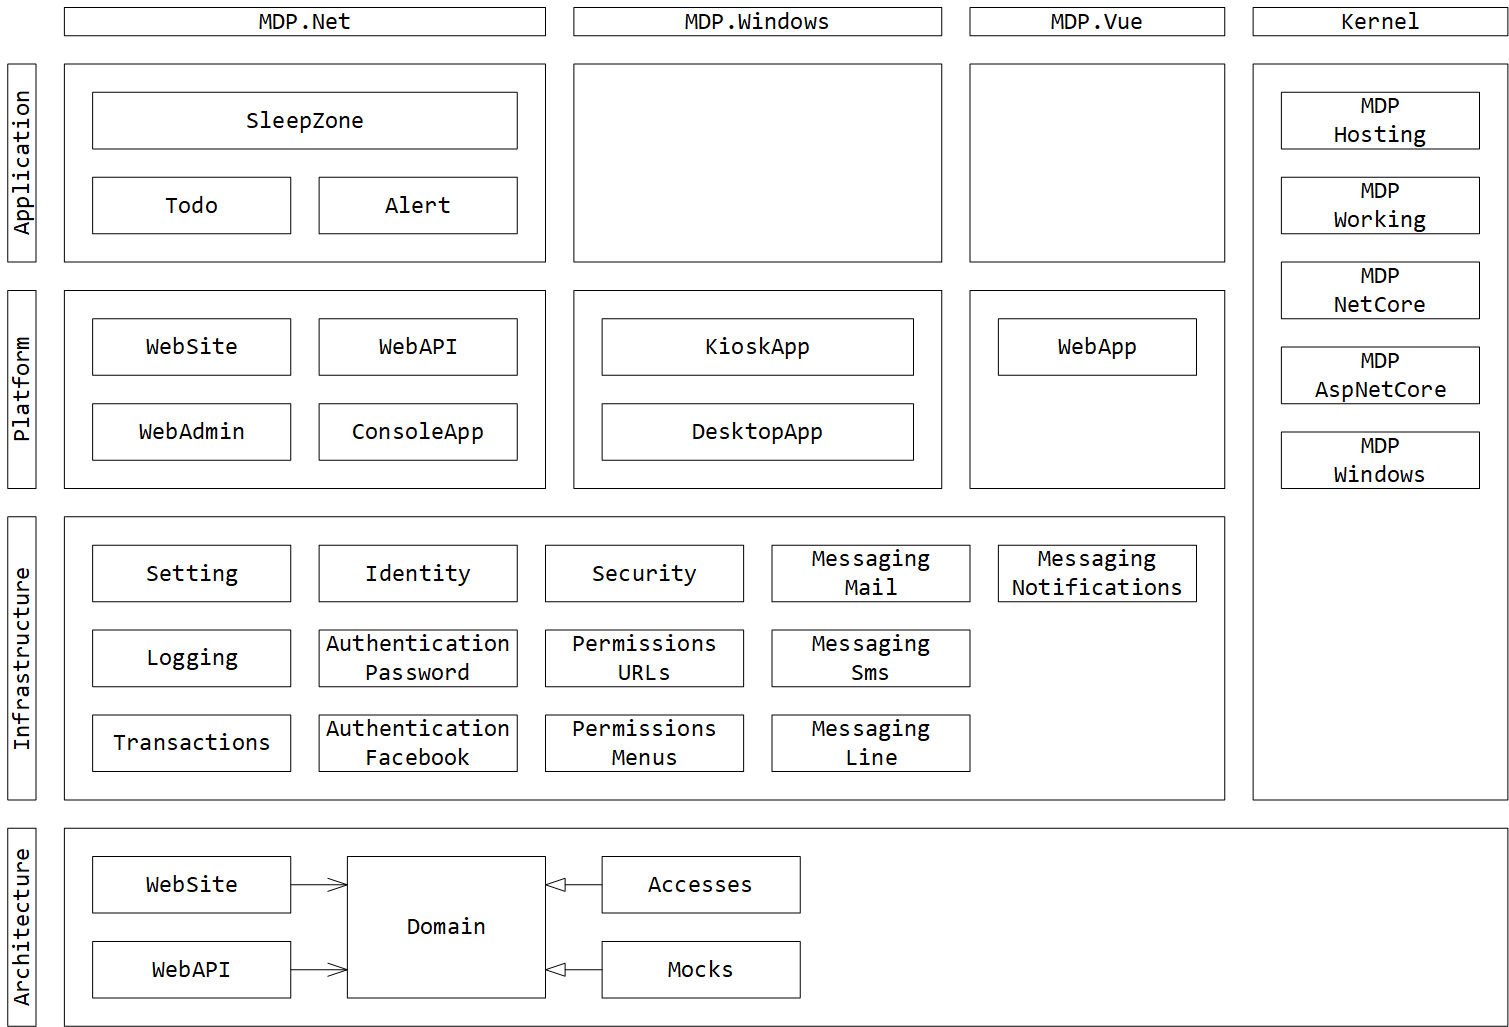 MDP.Net
MDP.Windows
MDP.Vue
Kernel
Application
SleepZone
Todo
Alert
MDP
Hosting
MDP
Working
MDP
NetCore
MDP
AspNetCore
MDP
Windows
Platform
WebSite
WebAPI
KioskApp
WebApp
WebAdmin
ConsoleApp
DesktopApp
Infrastructure
Setting
Identity
Security
Messaging
Mail
Messaging
Notifications
Logging
Authentication
Password
Permissions
URLs
Messaging
Sms
Transactions
Authentication
Facebook
Permissions
Menus
Messaging
Line
Architecture
WebSite
Domain
Accesses
WebAPI
Mocks